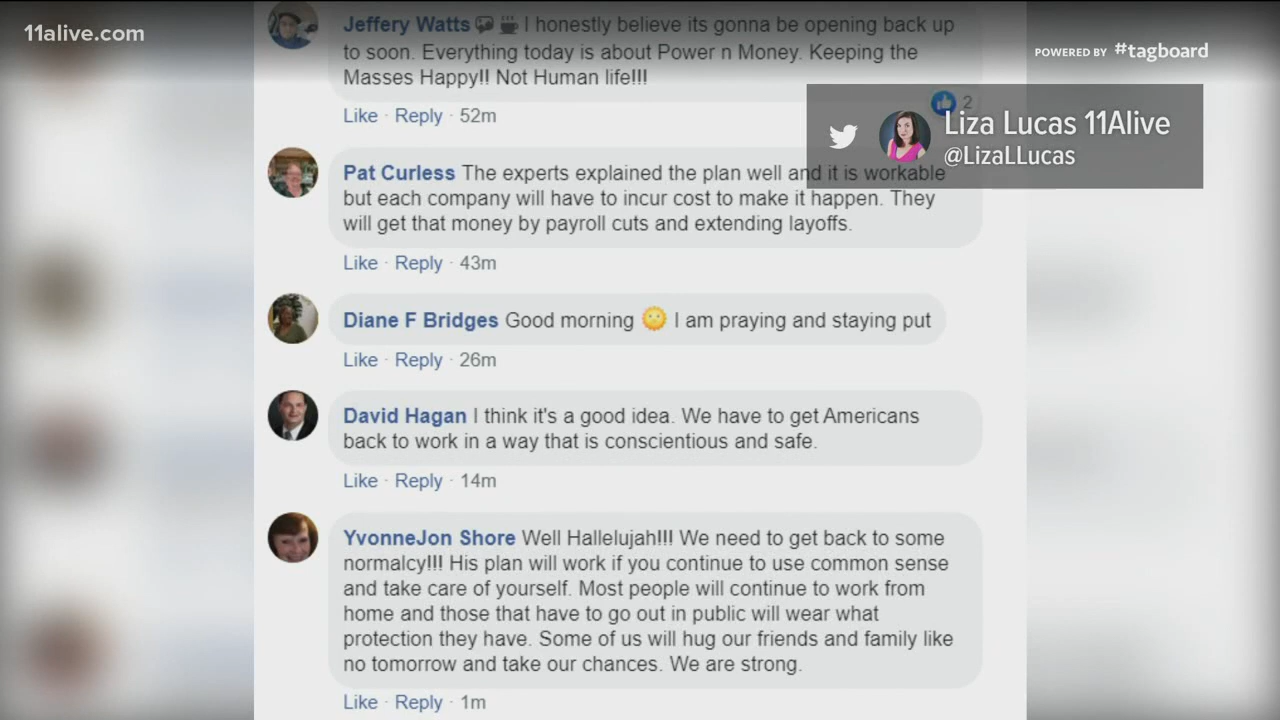 11alive.com
POWERED BY #tagboard
Liza Lucas 11Alive
@LizaLLucas
Jeffery Watts I honestly believe its gonna be opening back up
to soon. Everything today is about Power n Money. Keeping the
Masses Happy!! Not Human life!!!
2
Like · Reply · 52m
Pat Curless The experts explained the plan well and it is workable
but each company will have to incur cost to make it happen. They
will get that money by payroll cuts and extending layoffs.
Like · Reply · 43m
Diane F Bridges Good morning 🌞 I am praying and staying put
Like · Reply · 26m
David Hagan I think it's a good idea. We have to get Americans
back to work in a way that is conscientious and safe.
Like · Reply · 14m
YvonneJon Shore Well Hallelujah!!! We need to get back to some
normalcy!!! His plan will work if you continue to use common sense
and take care of yourself. Most people will continue to work from
home and those that have to go out in public will wear what
protection they have. Some of us will hug our friends and family like
no tomorrow and take our chances. We are strong.
Like · Reply · 1m